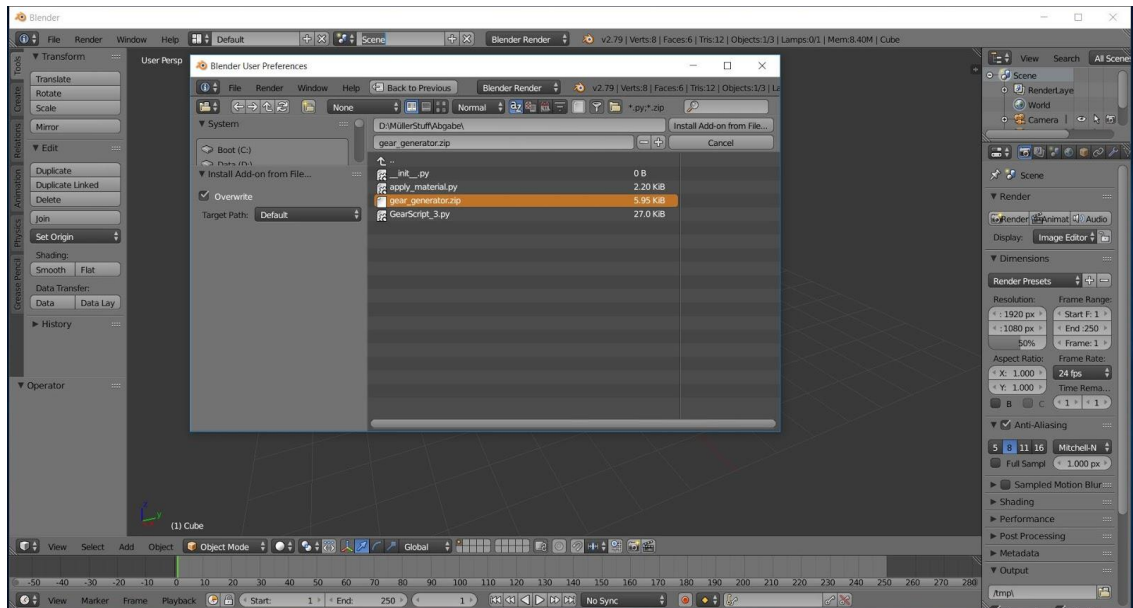 Blender
File Render Window Help Default Scene Blender Render v2.79 | Verts:8 | Faces:6 | Tris:12 | Objects:1/3 | Lamps:0/1 | Mem:8.40M | Cube
View Search All Scene
Tools
Create
Relations
Animation
Physics
Grease Pencil
Transform
Translate
Rotate
Scale
Mirror
Edit
Duplicate
Duplicate Linked
Delete
Join
Set Origin
Shading:
Smooth Flat
Data Transfer:
Data Data Lay
History
Operator
User Persp
Blender User Preferences
File Render Window Help Back to Previous Blender Render v2.79 | Verts:8 | Faces:6 | Tris:12 | Objects:1/3 | La
None Normal *.py;*.zip
System
Boot (C:)
Data (D:)
Install Add-on from File...
Overwrite
Target Path: Default
D:\MüllerStuff\Abgabe\ Install Add-on from File...
gear_generator.zip Cancel
..
__init__.py 0 B
apply_material.py 2.20 KiB
gear_generator.zip 5.95 KiB
GearScript_3.py 27.0 KiB
z
y
(1) Cube
Scene
RenderLaye
World
Camera
Scene
Render
Render Animat Audio
Display: Image Editor
Dimensions
Render Presets
Resolution: Frame Range:
: 1920 px Start F: 1
:1080 px End :250
50% Frame: 1
Aspect Ratio: Frame Rate:
X: 1.000 24 fps
Y: 1.000 Time Rema...
B C 1 1
Anti-Aliasing
5 8 11 16 Mitchell-N
Full Sampl 1.000 px
Sampled Motion Blur
Shading
Performance
Post Processing
Metadata
Output
/tmp\
View Select Add Object Object Mode Global
-50 -40 -30 -20 -10 0 10 20 30 40 50 60 70 80 90 100 110 120 130 140 150 160 170 180 190 200 210 220 230 240 250 260 270 280
View Marker Frame Playback Start: 1 End: 250 1 No Sync